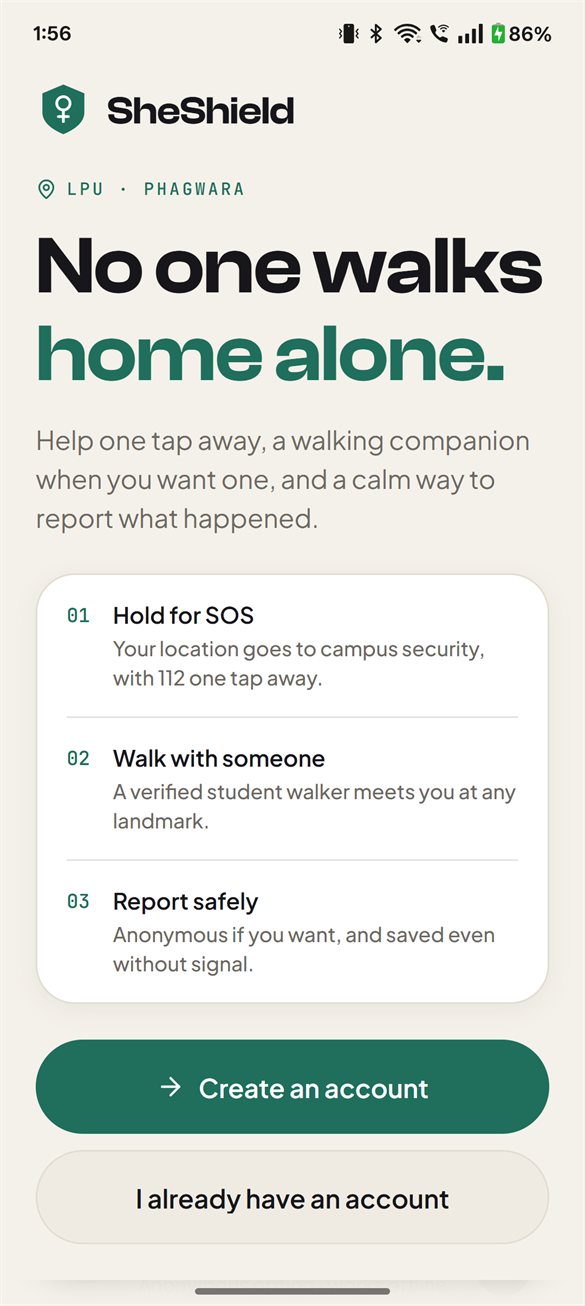 1:56
86%
SheShield
LPU · PHAGWARA
No one walks
home alone.
Help one tap away, a walking companion
when you want one, and a calm way to
report what happened.
01 Hold for SOS
Your location goes to campus security,
with 112 one tap away.
02 Walk with someone
A verified student walker meets you at any
landmark.
03 Report safely
Anonymous if you want, and saved even
without signal.
→ Create an account
I already have an account